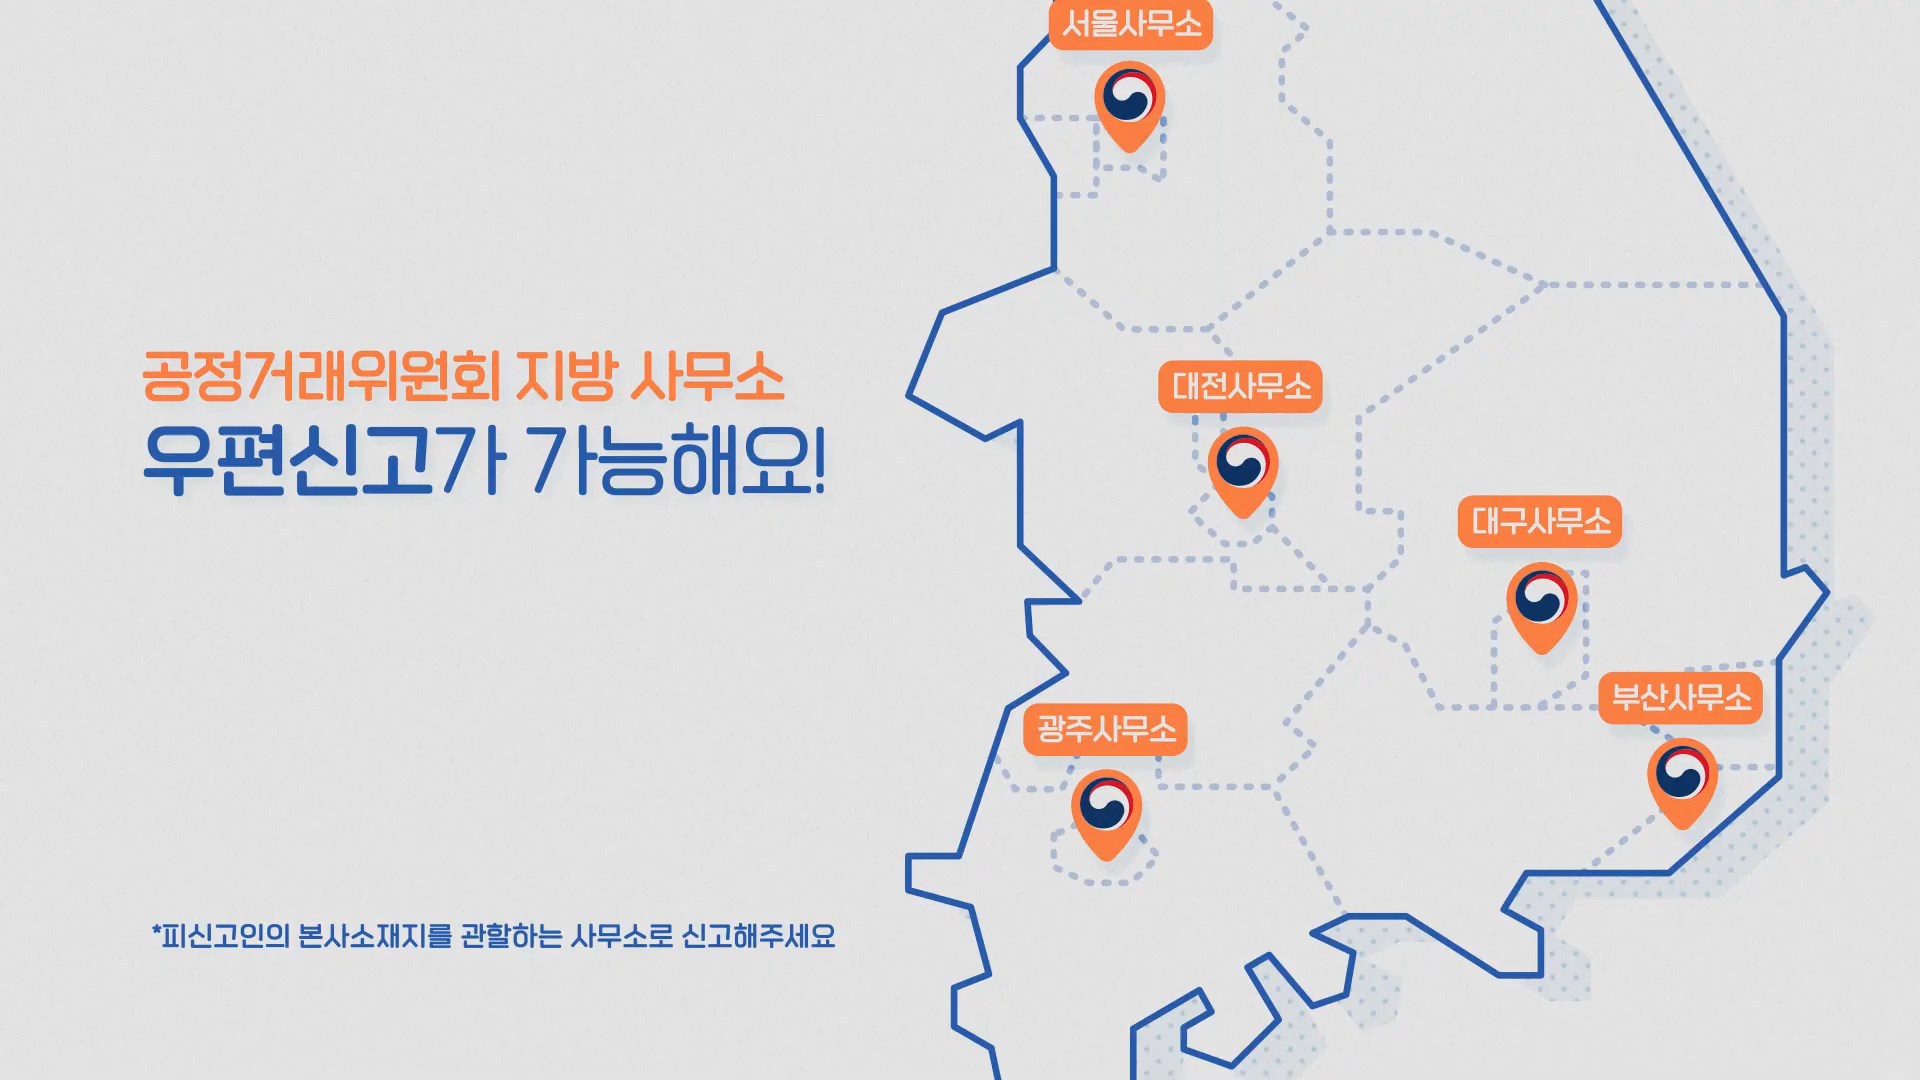 서울사무소
공정거래위원회 지방 사무소
우편신고가 가능해요!
대전사무소
대구사무소
부산사무소
광주사무소
*피신고인의 본사소재지를 관할하는 사무소로 신고해주세요